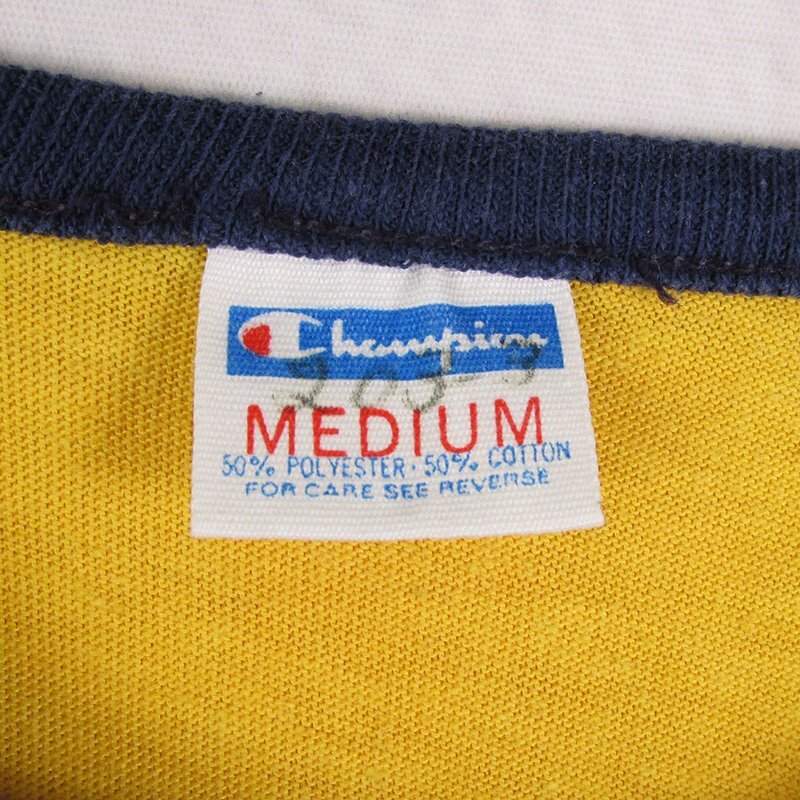 Champion
MEDIUM
50% POLYESTER · 50% COTTON
FOR CARE SEE REVERSE